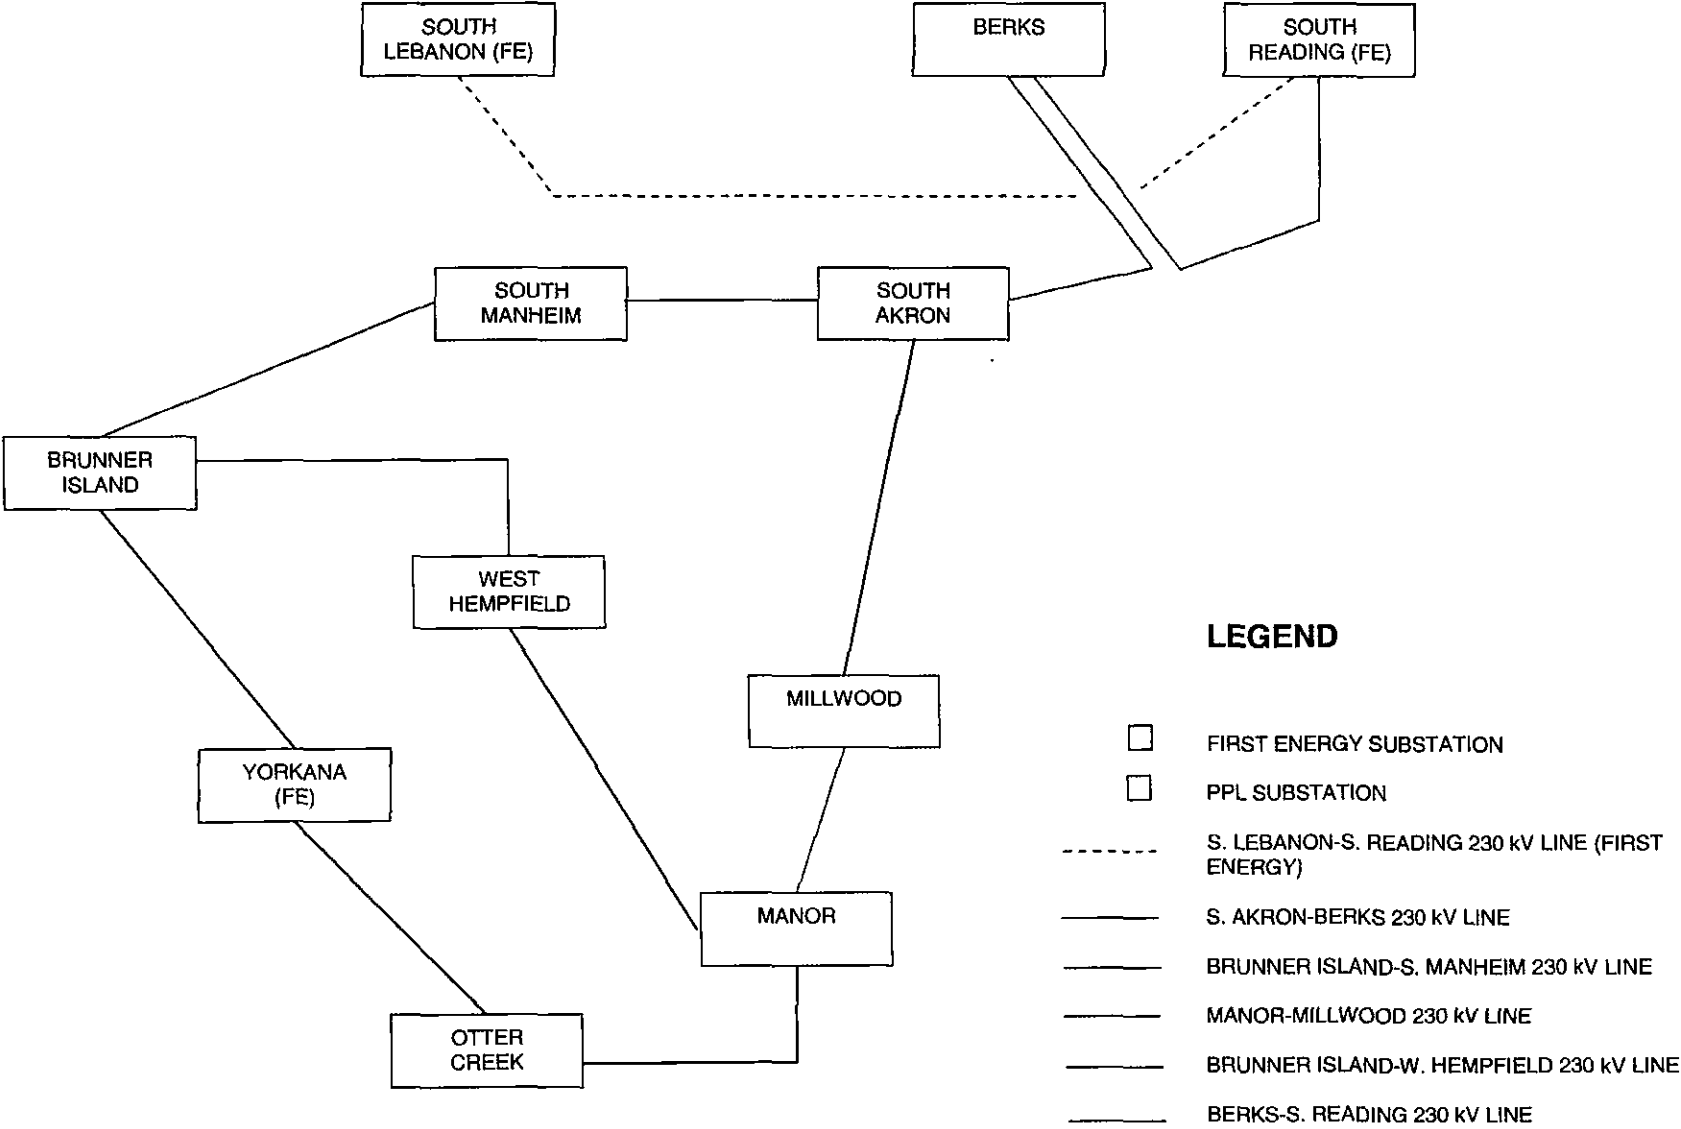 SOUTH
LEBANON (FE)
BERKS
SOUTH
READING (FE)
SOUTH
MANHEIM
SOUTH
AKRON
BRUNNER
ISLAND
WEST
HEMPFIELD
MILLWOOD
YORKANA
(FE)
MANOR
OTTER
CREEK
LEGEND
FIRST ENERGY SUBSTATION
PPL SUBSTATION
S. LEBANON-S. READING 230 kV LINE (FIRST
ENERGY)
S. AKRON-BERKS 230 kV LINE
BRUNNER ISLAND-S. MANHEIM 230 kV LINE
MANOR-MILLWOOD 230 kV LINE
BRUNNER ISLAND-W. HEMPFIELD 230 kV LINE
BERKS-S. READING 230 kV LINE